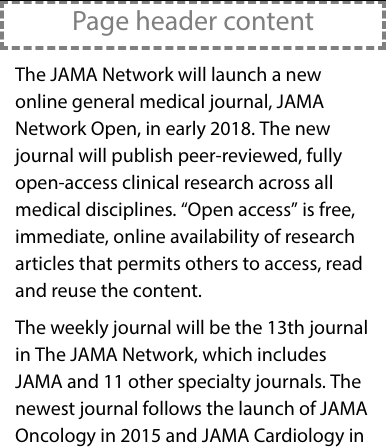 Page header content
The JAMA Network will launch a new
online general medical journal, JAMA
Network Open, in early 2018. The new
journal will publish peer-reviewed, fully
open-access clinical research across all
medical disciplines. “Open access” is free,
immediate, online availability of research
articles that permits others to access, read
and reuse the content.
The weekly journal will be the 13th journal
in The JAMA Network, which includes
JAMA and 11 other specialty journals. The
newest journal follows the launch of JAMA
Oncology in 2015 and JAMA Cardiology in